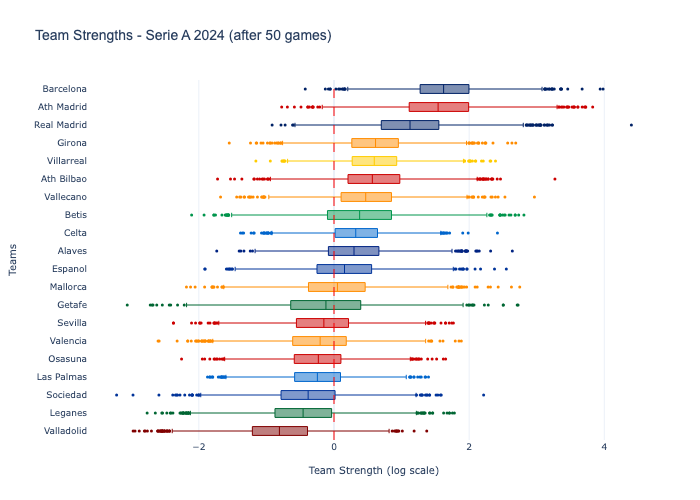 Team Strengths - Serie A 2024 (after 50 games)
Barcelona
Ath Madrid
Real Madrid
Girona
Villarreal
Ath Bilbao
Vallecano
Betis
Celta
Alaves
Espanol
Mallorca
Getafe
Sevilla
Valencia
Osasuna
Las Palmas
Sociedad
Leganes
Valladolid
Teams
−2
0
2
4
Team Strength (log scale)